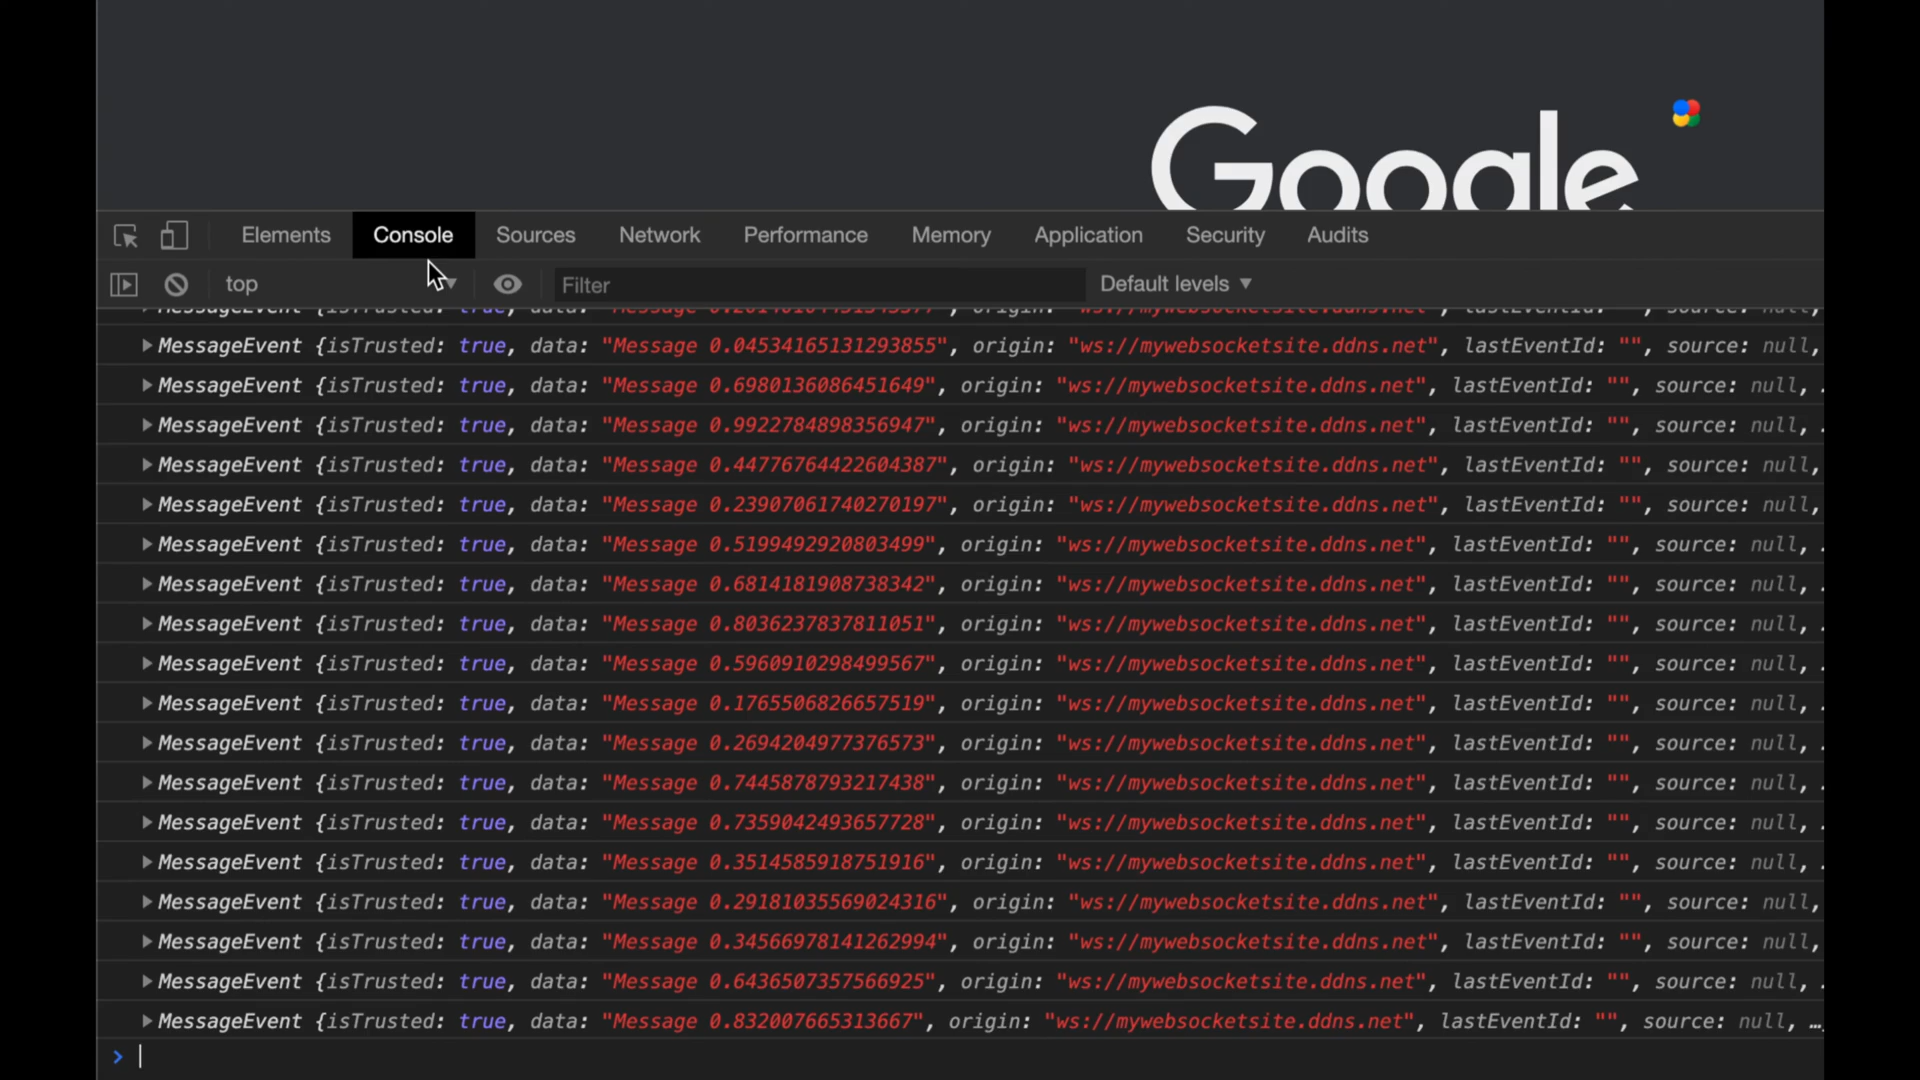 Google
Elements Console Sources Network Performance Memory Application Security Audits
top Filter Default levels
MessageEvent {isTrusted: true, data: "Message 0.04534165131293855", origin: "ws://mywebsocketsite.ddns.net", lastEventId: "", source: null,
MessageEvent {isTrusted: true, data: "Message 0.6980136086451649", origin: "ws://mywebsocketsite.ddns.net", lastEventId: "", source: null, .
MessageEvent {isTrusted: true, data: "Message 0.9922784898356947", origin: "ws://mywebsocketsite.ddns.net", lastEventId: "", source: null, .
MessageEvent {isTrusted: true, data: "Message 0.44776764422604387", origin: "ws://mywebsocketsite.ddns.net", lastEventId: "", source: null,
MessageEvent {isTrusted: true, data: "Message 0.23907061740270197", origin: "ws://mywebsocketsite.ddns.net", lastEventId: "", source: null,
MessageEvent {isTrusted: true, data: "Message 0.5199492920803499", origin: "ws://mywebsocketsite.ddns.net", lastEventId: "", source: null, .
MessageEvent {isTrusted: true, data: "Message 0.6814181908738342", origin: "ws://mywebsocketsite.ddns.net", lastEventId: "", source: null, .
MessageEvent {isTrusted: true, data: "Message 0.8036237837811051", origin: "ws://mywebsocketsite.ddns.net", lastEventId: "", source: null, .
MessageEvent {isTrusted: true, data: "Message 0.5960910298499567", origin: "ws://mywebsocketsite.ddns.net", lastEventId: "", source: null, .
MessageEvent {isTrusted: true, data: "Message 0.1765506826657519", origin: "ws://mywebsocketsite.ddns.net", lastEventId: "", source: null, .
MessageEvent {isTrusted: true, data: "Message 0.2694204977376573", origin: "ws://mywebsocketsite.ddns.net", lastEventId: "", source: null, .
MessageEvent {isTrusted: true, data: "Message 0.7445878793217438", origin: "ws://mywebsocketsite.ddns.net", lastEventId: "", source: null, .
MessageEvent {isTrusted: true, data: "Message 0.7359042493657728", origin: "ws://mywebsocketsite.ddns.net", lastEventId: "", source: null, .
MessageEvent {isTrusted: true, data: "Message 0.3514585918751916", origin: "ws://mywebsocketsite.ddns.net", lastEventId: "", source: null, .
MessageEvent {isTrusted: true, data: "Message 0.29181035569024316", origin: "ws://mywebsocketsite.ddns.net", lastEventId: "", source: null,
MessageEvent {isTrusted: true, data: "Message 0.34566978141262994", origin: "ws://mywebsocketsite.ddns.net", lastEventId: "", source: null,
MessageEvent {isTrusted: true, data: "Message 0.6436507357566925", origin: "ws://mywebsocketsite.ddns.net", lastEventId: "", source: null, .
MessageEvent {isTrusted: true, data: "Message 0.832007665313667", origin: "ws://mywebsocketsite.ddns.net", lastEventId: "", source: null, …